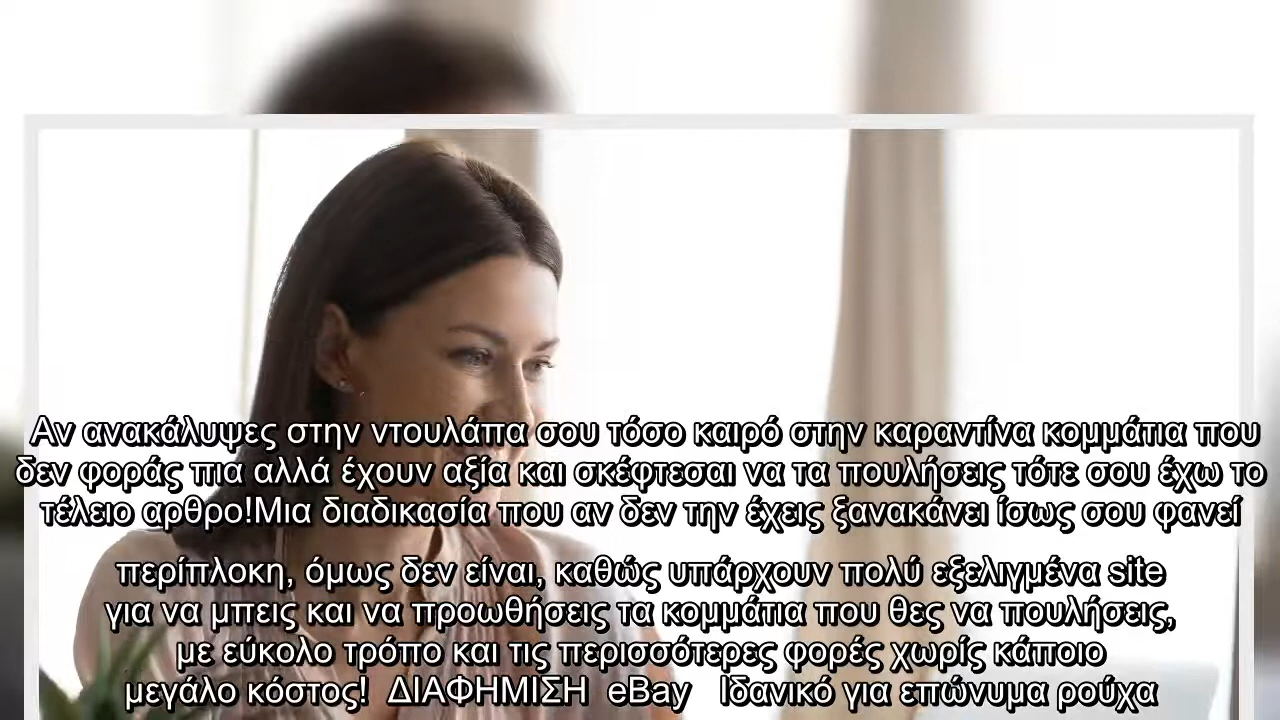 Αν ανακάλυψες στην ντουλάπα σου τόσο καιρό στην καραντίνα κομμάτια που
δεν φοράς πια αλλά έχουν αξία και σκέφτεσαι να τα πουλήσεις τότε σου έχω το
τέλειο αρθρο!Μια διαδικασία που αν δεν την έχεις ξανακάνει ίσως σου φανεί
περίπλοκη, όμως δεν είναι, καθώς υπάρχουν πολύ εξελιγμένα site
για να μπεις και να προωθήσεις τα κομμάτια που θες να πουλήσεις,
με εύκολο τρόπο και τις περισσότερες φορές χωρίς κάποιο
μεγάλο κόστος!  ΔΙΑΦΗΜΙΣΗ  eBay   Ιδανικό για επώνυμα ρούχα